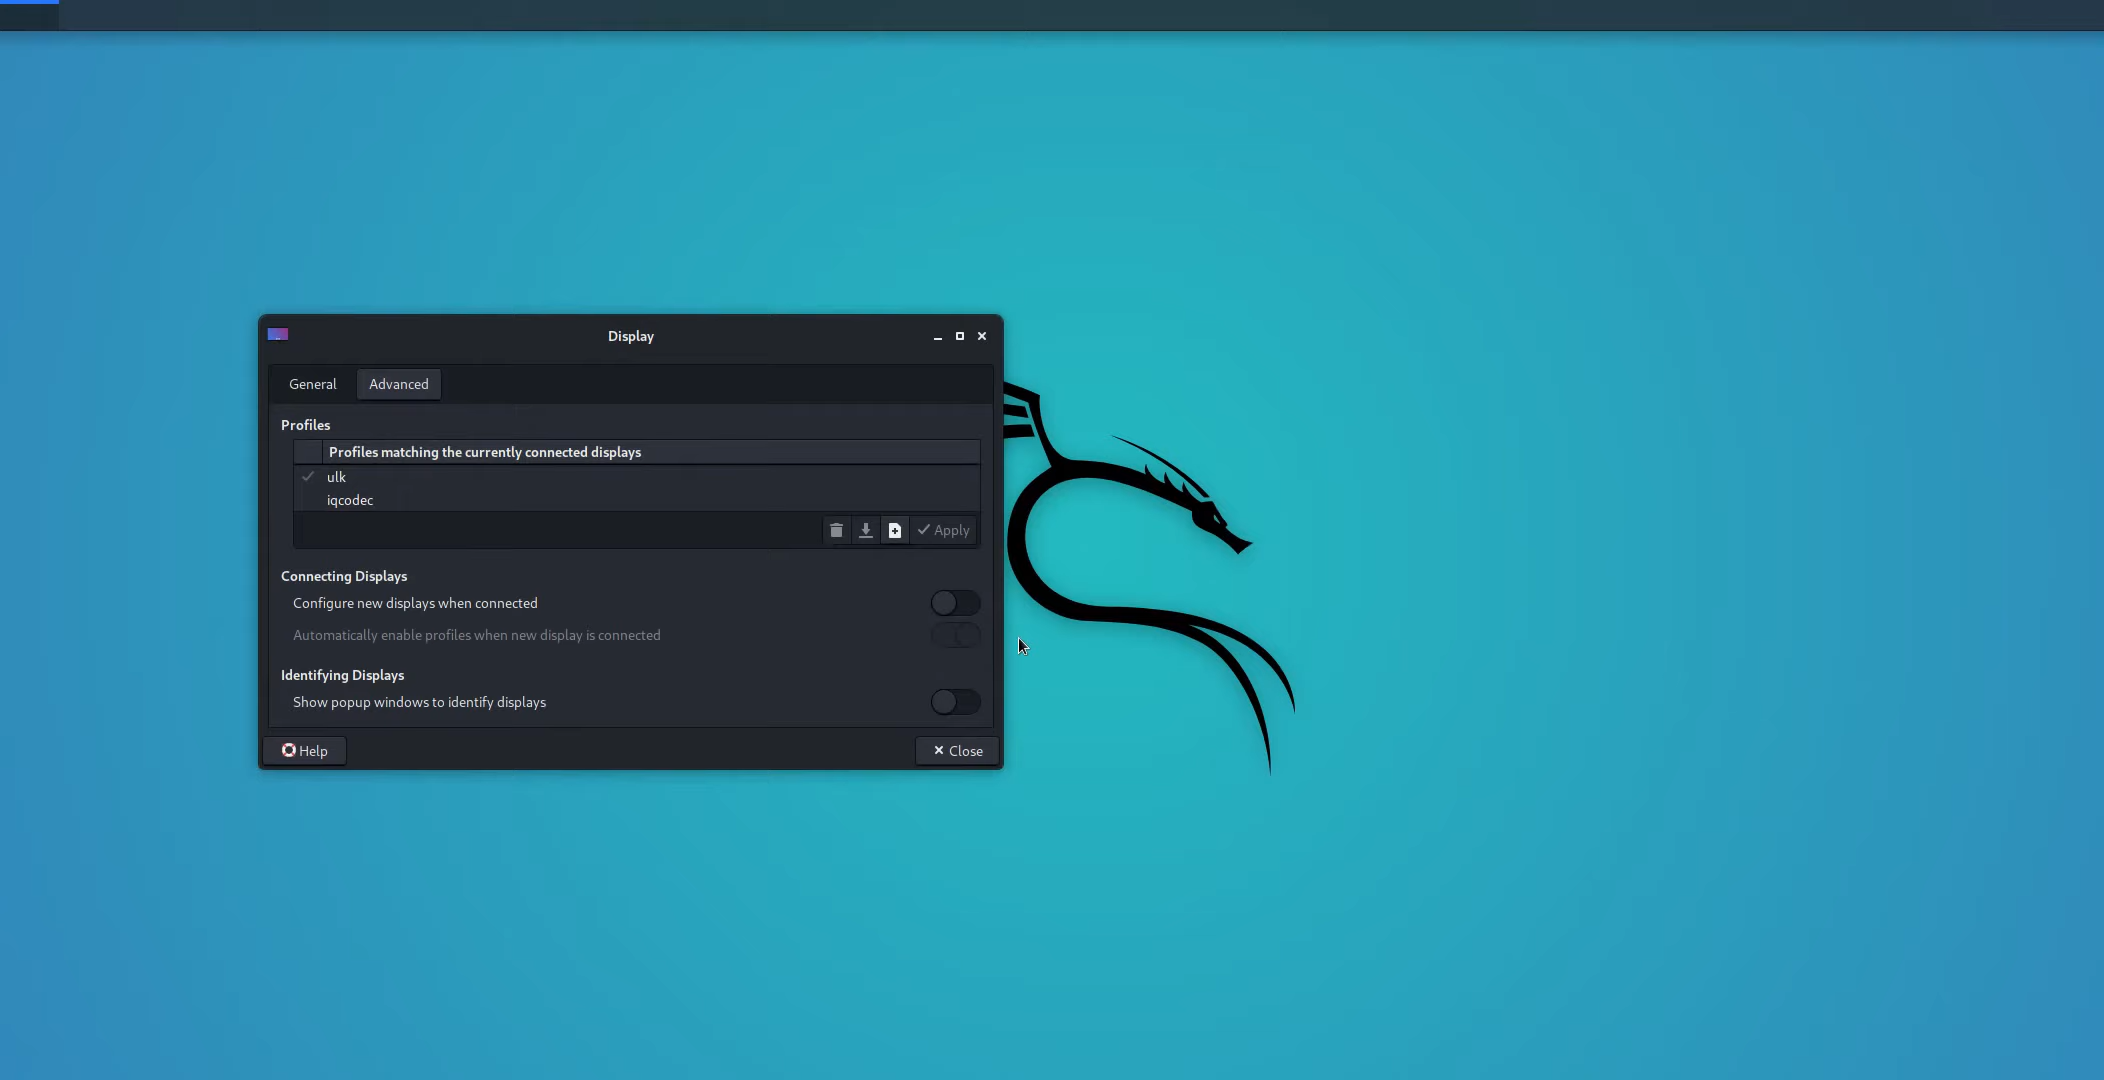 Display
General
Advanced
Profiles
Profiles matching the currently connected displays
ulk
iqcodec
Apply
Connecting Displays
Configure new displays when connected
Automatically enable profiles when new display is connected
Identifying Displays
Show popup windows to identify displays
Help
Close